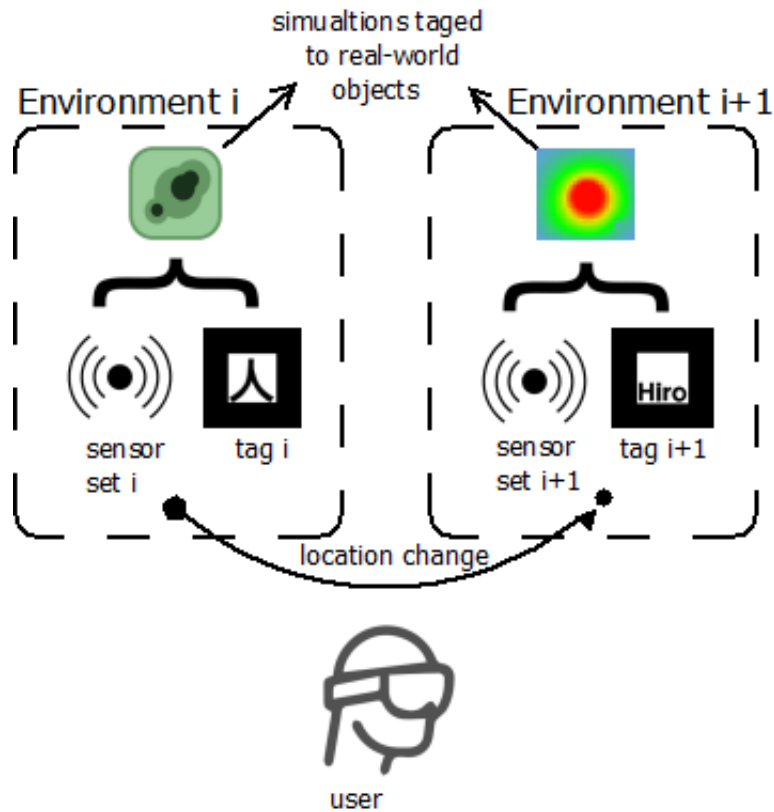 simualtions taged
to real-world
objects
Environment i
Environment i+1
人
Hiro
sensor
set i
tag i
sensor
set i+1
tag i+1
location change
user